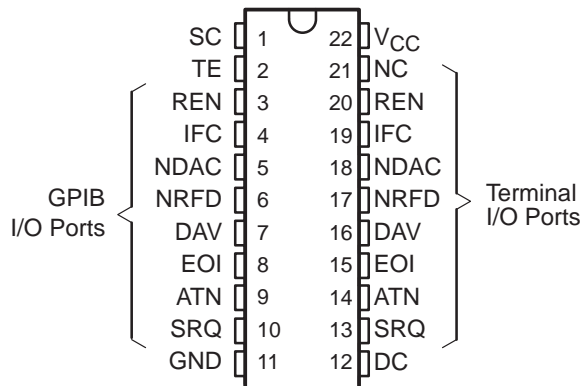 SC 1 22 VCC
TE 2 21 NC
REN 3 20 REN
IFC 4 19 IFC
NDAC 5 18 NDAC
GPIB I/O Ports NRFD 6 17 NRFD Terminal I/O Ports
DAV 7 16 DAV
EOI 8 15 EOI
ATN 9 14 ATN
SRQ 10 13 SRQ
GND 11 12 DC